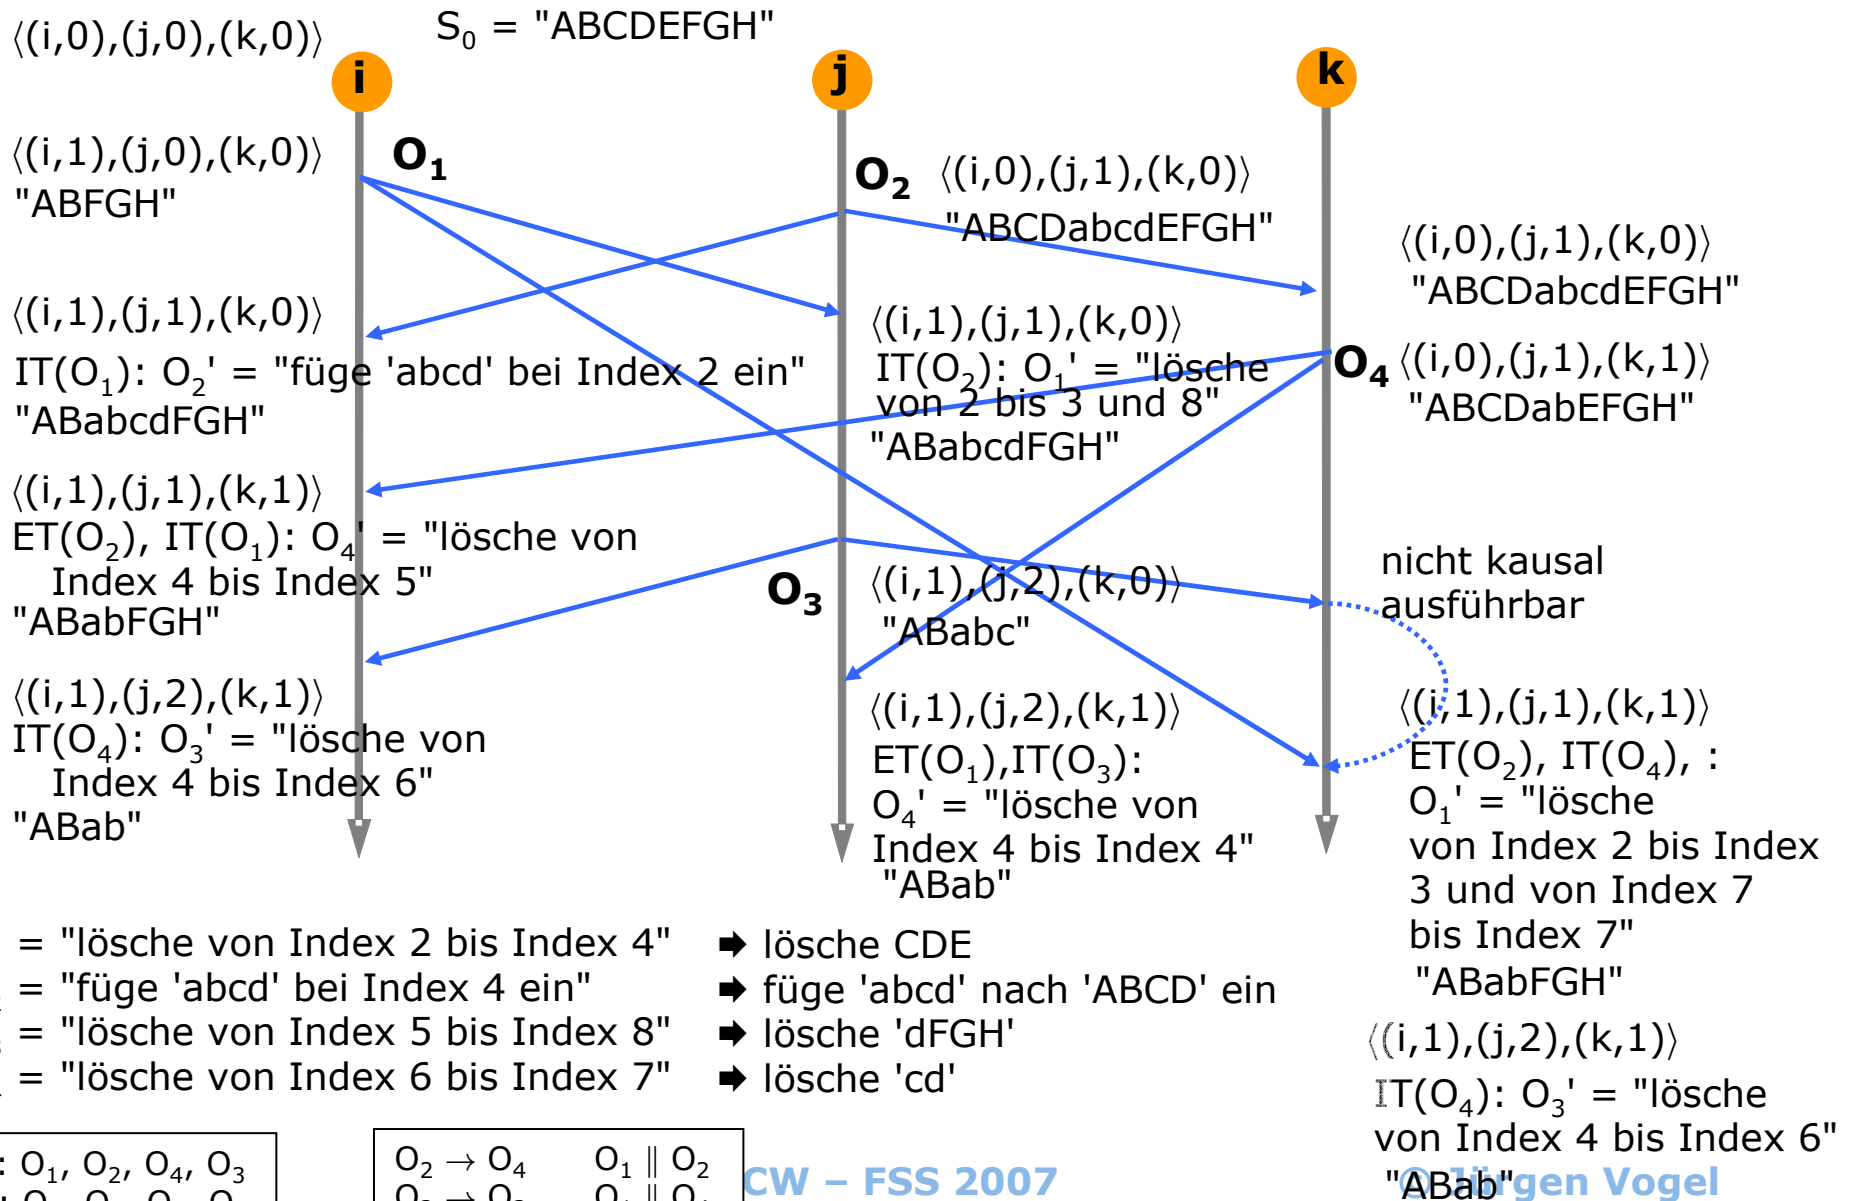 ⟨(i,0),(j,0),(k,0)⟩
S0 = "ABCDEFGH"
i
j
k
⟨(i,1),(j,0),(k,0)⟩
"ABFGH"
O1
O2
⟨(i,0),(j,1),(k,0)⟩
"ABCDabcdEFGH"
⟨(i,0),(j,1),(k,0)⟩
"ABCDabcdEFGH"
⟨(i,1),(j,1),(k,0)⟩
IT(O1): O2' = "füge 'abcd' bei Index 2 ein"
"ABabcdFGH"
⟨(i,1),(j,1),(k,0)⟩
IT(O2): O1' = "lösche
von 2 bis 3 und 8"
"ABabcdFGH"
O4
⟨(i,0),(j,1),(k,1)⟩
"ABCDabEFGH"
⟨(i,1),(j,1),(k,1)⟩
ET(O2), IT(O1): O4' = "lösche von
Index 4 bis Index 5"
"ABabFGH"
O3
⟨(i,1),(j,2),(k,0)⟩
"ABabc"
nicht kausal
ausführbar
⟨(i,1),(j,2),(k,1)⟩
IT(O4): O3' = "lösche von
Index 4 bis Index 6"
"ABab"
⟨(i,1),(j,2),(k,1)⟩
ET(O1),IT(O3):
O4' = "lösche von
Index 4 bis Index 4"
"ABab"
⟨(i,1),(j,1),(k,1)⟩
ET(O2), IT(O4), :
O1' = "lösche
von Index 2 bis Index
3 und von Index 7
bis Index 7"
"ABabFGH"
⟨(i,1),(j,2),(k,1)⟩
IT(O4): O3' = "lösche
von Index 4 bis Index 6"
"ABab"
= "lösche von Index 2 bis Index 4" 🡆 lösche CDE
= "füge 'abcd' bei Index 4 ein" 🡆 füge 'abcd' nach 'ABCD' ein
= "lösche von Index 5 bis Index 8" 🡆 lösche 'dFGH'
= "lösche von Index 6 bis Index 7" 🡆 lösche 'cd'
: O1, O2, O4, O3
O2 → O4 O1 ∥ O2
CW – FSS 2007
© Jürgen Vogel